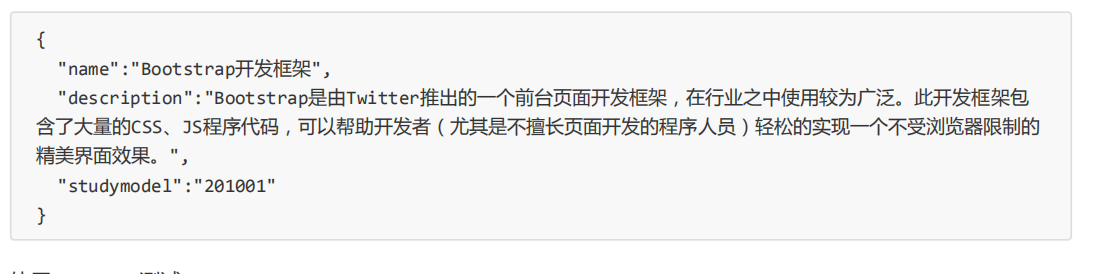 {
"name":"Bootstrap开发框架",
"description":"Bootstrap是由Twitter推出的一个前台页面开发框架，在行业之中使用较为广泛。此开发框架包
含了大量的CSS、JS程序代码，可以帮助开发者（尤其是不擅长页面开发的程序人员）轻松的实现一个不受浏览器限制的
精美界面效果。",
"studymodel":"201001"
}